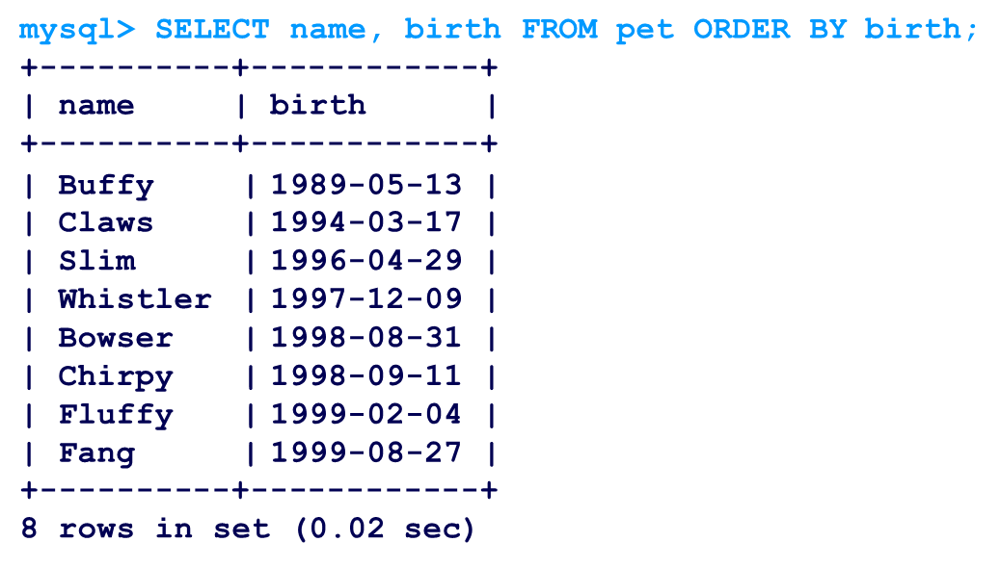 mysql> SELECT name, birth FROM pet ORDER BY birth;
+----------+------------+
| name     | birth      |
+----------+------------+
| Buffy    | 1989-05-13 |
| Claws    | 1994-03-17 |
| Slim     | 1996-04-29 |
| Whistler | 1997-12-09 |
| Bowser   | 1998-08-31 |
| Chirpy   | 1998-09-11 |
| Fluffy   | 1999-02-04 |
| Fang     | 1999-08-27 |
+----------+------------+
8 rows in set (0.02 sec)